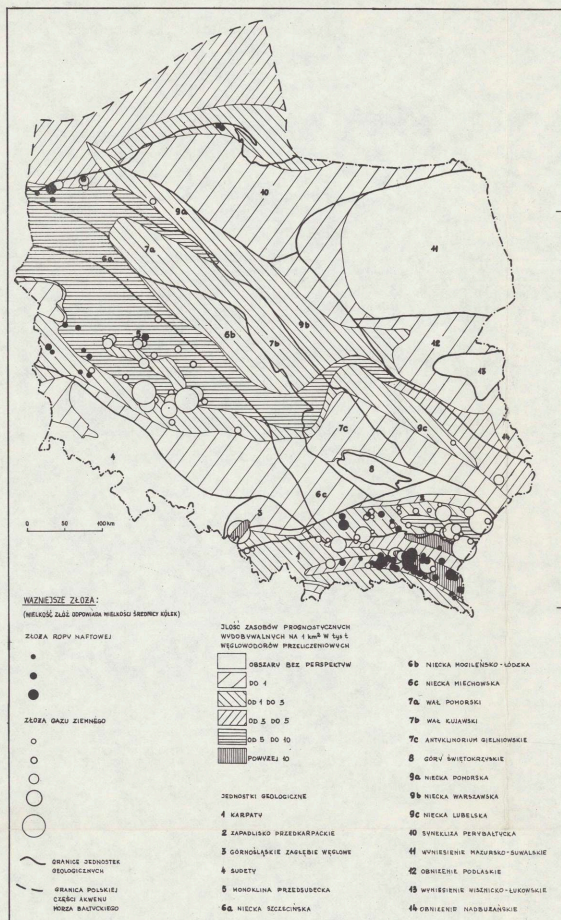 10
9a
7a
6a
11
6b
7b
9b
5
12
13
14
7c
9c
4
8
6c
3
2
1
0 50 100 km
WAŻNIEJSZE ZŁOŻA:
(WIELKOŚĆ ZŁÓŻ ODPOWIADA WIELKOŚCI ŚREDNICY KÓŁEK)
ZŁOŻA ROPY NAFTOWEJ
ZŁOŻA GAZU ZIEMNEGO
GRANICE JEDNOSTEK
GEOLOGICZNYCH
GRANICA POLSKIEJ
CZĘŚCI AKWENU
MORZA BAŁTYCKIEGO
ILOŚĆ ZASOBÓW PROGNOSTYCZNYCH
WYDOBYWALNYCH NA 1 km² W tys t
WĘGLOWODORÓW PRZELICZENIOWYCH
OBSZARY BEZ PERSPEKTYW
DO 1
OD 1 DO 3
OD 3 DO 5
OD 5 DO 10
POWYŻEJ 10
JEDNOSTKI GEOLOGICZNE
1 KARPATY
2 ZAPADLISKO PRZEDKARPACKIE
3 GÓRNOŚLĄSKIE ZAGŁĘBIE WĘGLOWE
4 SUDETY
5 MONOKLINA PRZEDSUDECKA
6a NIECKA SZCZECIŃSKA
6b NIECKA MOGILEŃSKO-ŁÓDZKA
6c NIECKA MIECHOWSKA
7a WAŁ POMORSKI
7b WAŁ KUJAWSKI
7c ANTYKLINORIUM GIELNIOWSKIE
8 GÓRY ŚWIĘTOKRZYSKIE
9a NIECKA POMORSKA
9b NIECKA WARSZAWSKA
9c NIECKA LUBELSKA
10 SYNEKLIZA PERYBAŁTYCKA
11 WYNIESIENIE MAZURSKO-SUWALSKIE
12 OBNIŻENIE PODLASKIE
13 WYNIESIENIE WISZNICKO-ŁUKOWSKIE
14 OBNIŻENIE NADBUŻAŃSKIE